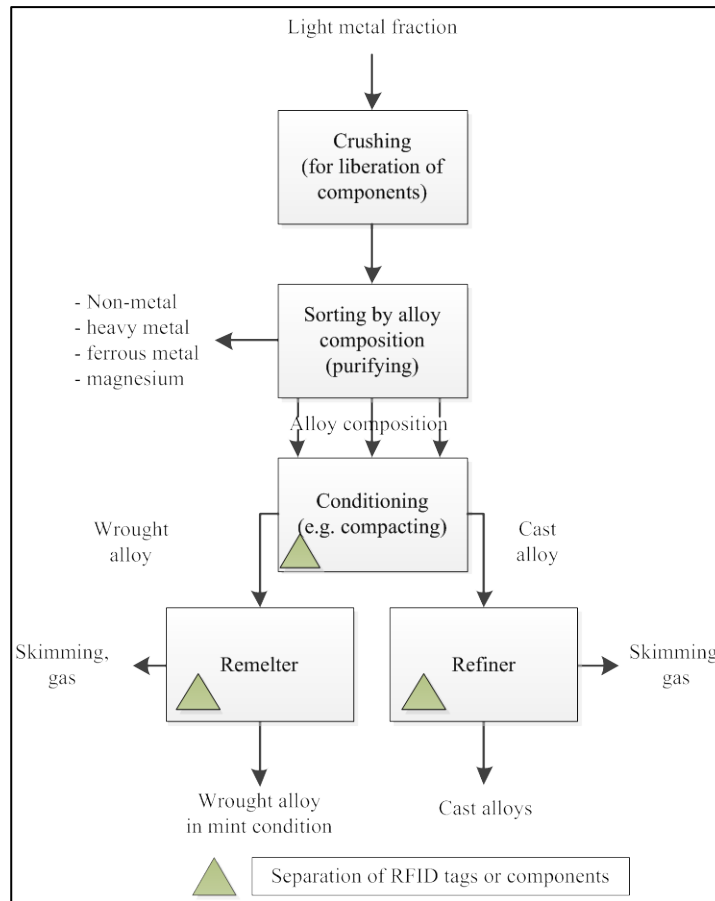 Light metal fraction
Crushing
(for liberation of
components)
- Non-metal
- heavy metal
- ferrous metal
- magnesium
Sorting by alloy
composition
(purifying)
Alloy composition
Conditioning
(e.g. compacting)
Wrought
alloy
Cast
alloy
Skimming,
gas
Remelter
Refiner
Skimming
gas
Wrought alloy
in mint condition
Cast alloys
Separation of RFID tags or components